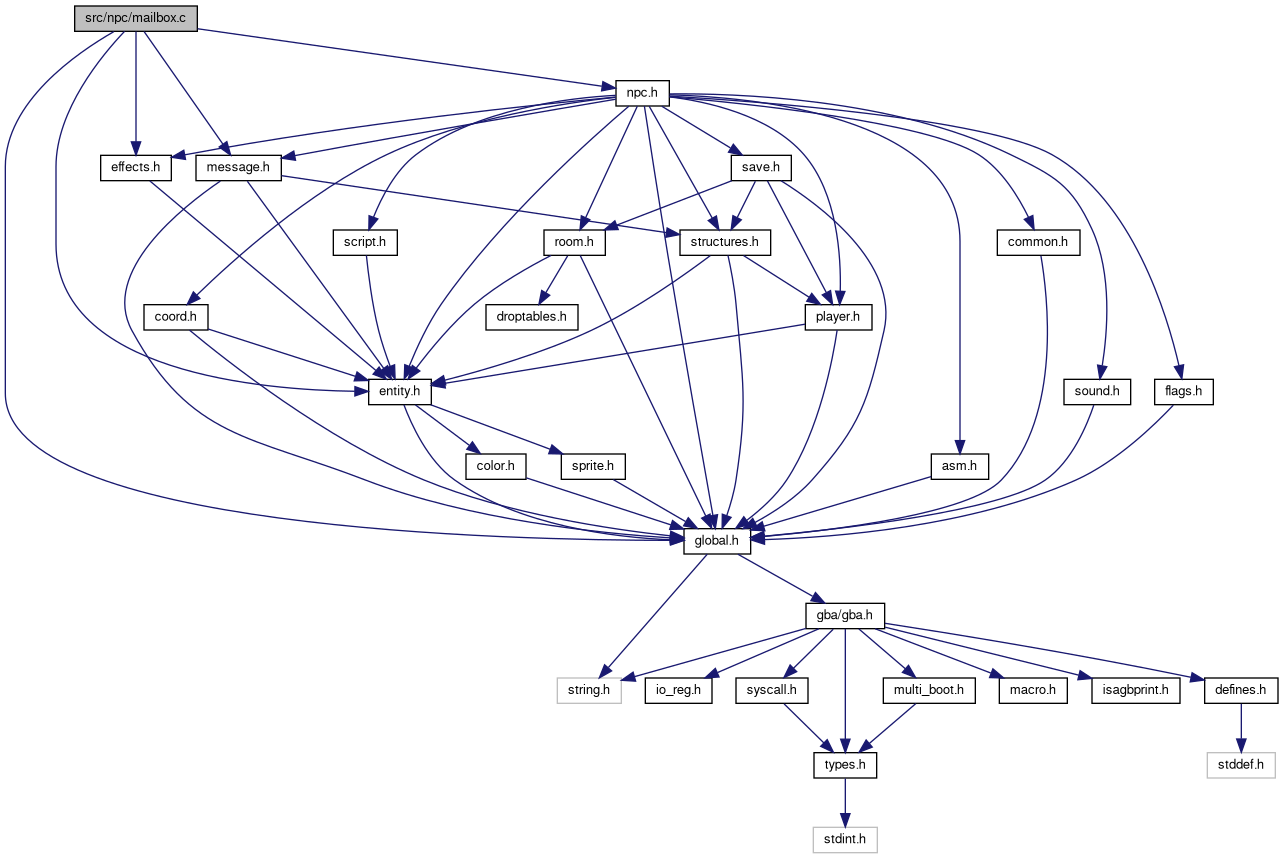 src/npc/mailbox.c
npc.h
effects.h
message.h
save.h
script.h
room.h
structures.h
common.h
coord.h
droptables.h
player.h
entity.h
sound.h
flags.h
color.h
sprite.h
asm.h
global.h
gba/gba.h
string.h
io_reg.h
syscall.h
multi_boot.h
macro.h
isagbprint.h
defines.h
types.h
stddef.h
stdint.h